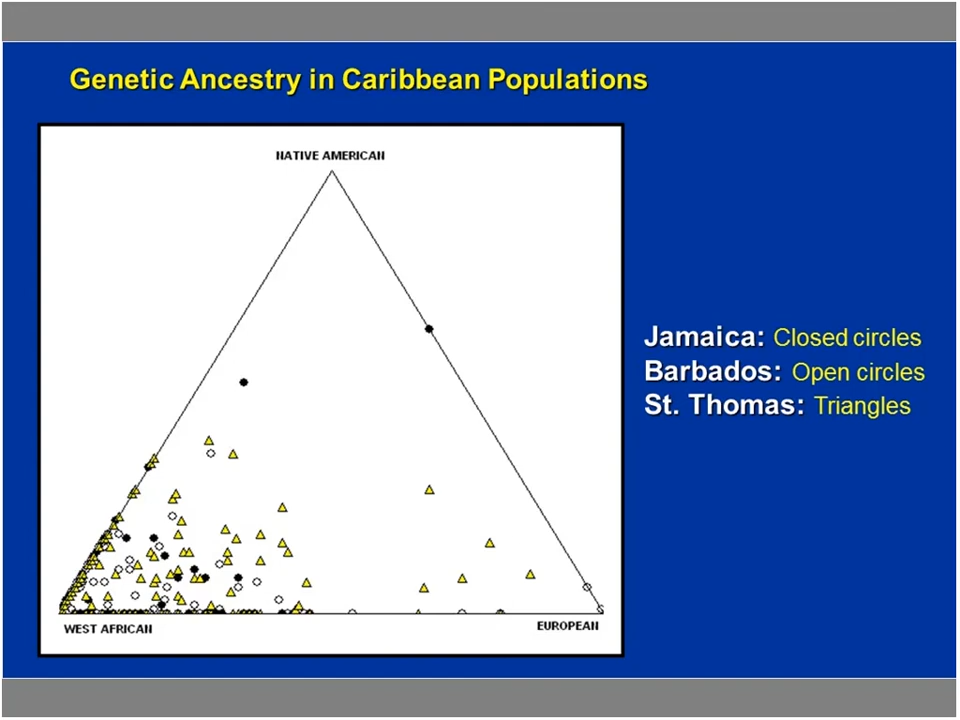 Genetic Ancestry in Caribbean Populations
NATIVE AMERICAN
Jamaica: Closed circles
Barbados: Open circles
St. Thomas: Triangles
WEST AFRICAN
EUROPEAN